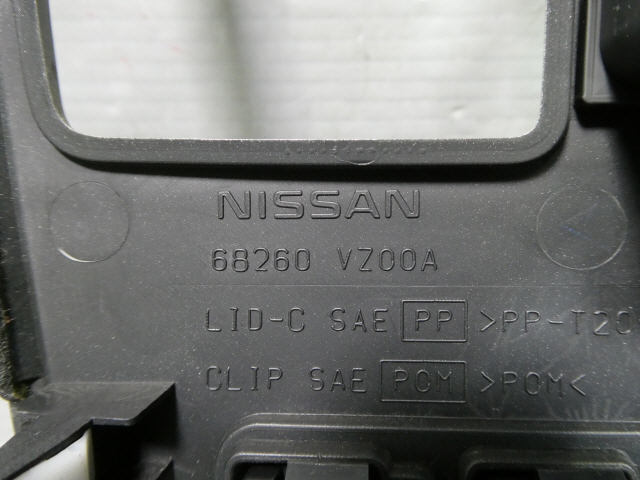 NISSAN
68260 VZ00A
LID-C SAE PP >PP-T20
CLIP SAE POM >POM<